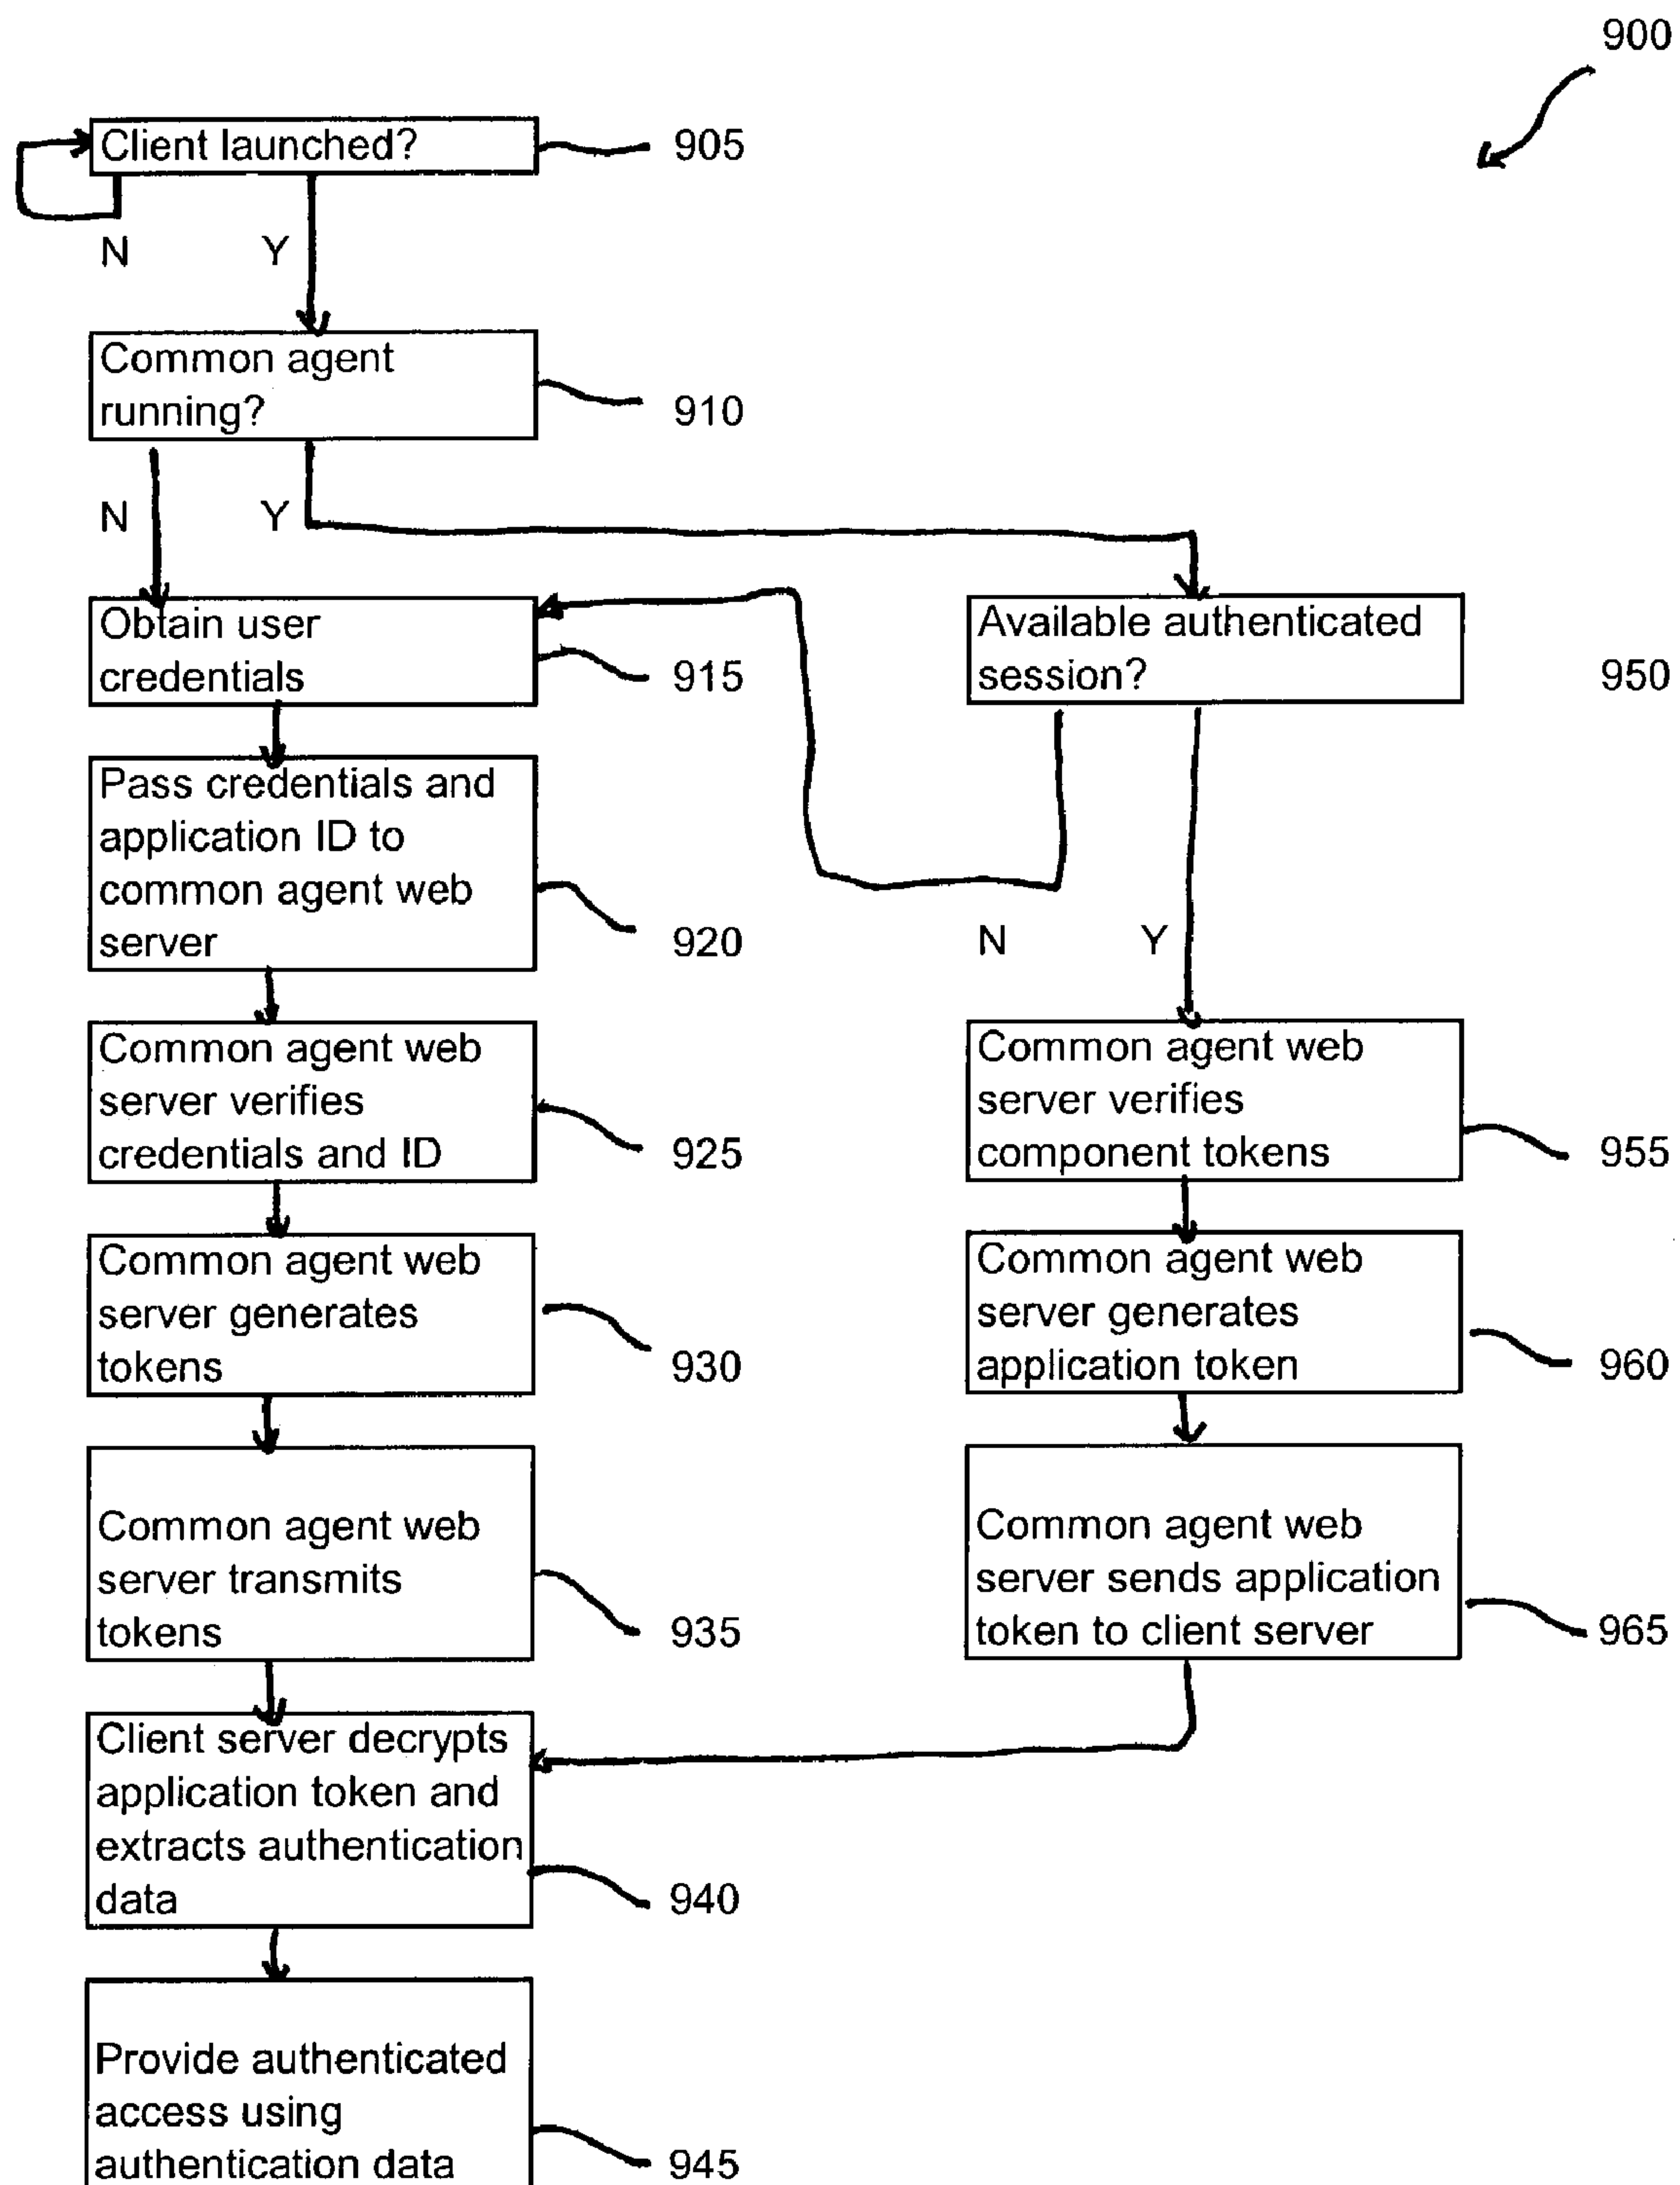 900
Client launched?
905
N
Y
Common agent
running?
910
N
Y
Obtain user
credentials
915
Available authenticated
session?
950
Pass credentials and
application ID to
common agent web
server
920
N
Y
Common agent web
server verifies
credentials and ID
925
Common agent web
server verifies
component tokens
955
Common agent web
server generates
tokens
930
Common agent web
server generates
application token
960
Common agent web
server transmits
tokens
935
Common agent web
server sends application
token to client server
965
Client server decrypts
application token and
extracts authentication
data
940
Provide authenticated
access using
authentication data
945